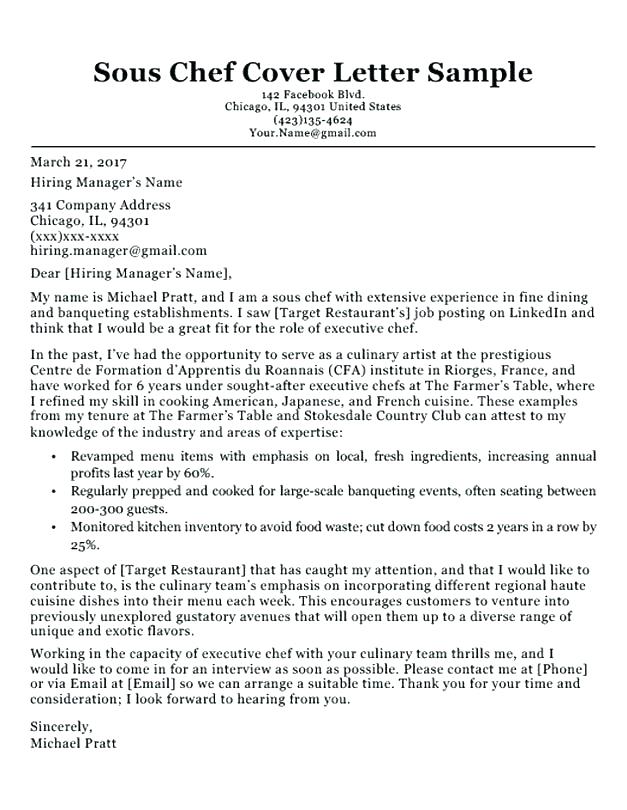 Sous Chef Cover Letter Sample
142 Facebook Blvd.
Chicago, IL, 94301 United States
(423)135-4624
Your.Name@gmail.com
March 21, 2017
Hiring Manager's Name
341 Company Address
Chicago, IL, 94301
(xxx)xxx-xxxx
hiring.manager@gmail.com
Dear [Hiring Manager's Name],
My name is Michael Pratt, and I am a sous chef with extensive experience in fine dining
and banqueting establishments. I saw [Target Restaurant's] job posting on LinkedIn and
think that I would be a great fit for the role of executive chef.
In the past, I've had the opportunity to serve as a culinary artist at the prestigious
Centre de Formation d'Apprentis du Roannais (CFA) institute in Riorges, France, and
have worked for 6 years under sought-after executive chefs at The Farmer's Table, where
I refined my skill in cooking American, Japanese, and French cuisine. These examples
from my tenure at The Farmer's Table and Stokesdale Country Club can attest to my
knowledge of the industry and areas of expertise:
• Revamped menu items with emphasis on local, fresh ingredients, increasing annual
profits last year by 60%.
• Regularly prepped and cooked for large-scale banqueting events, often seating between
200-300 guests.
• Monitored kitchen inventory to avoid food waste; cut down food costs 2 years in a row by
25%.
One aspect of [Target Restaurant] that has caught my attention, and that I would like to
contribute to, is the culinary team's emphasis on incorporating different regional haute
cuisine dishes into their menu each week. This encourages customers to venture into
previously unexplored gustatory avenues that will open them up to a diverse range of
unique and exotic flavors.
Working in the capacity of executive chef with your culinary team thrills me, and I
would like to come in for an interview as soon as possible. Please contact me at [Phone]
or via Email at [Email] so we can arrange a suitable time. Thank you for your time and
consideration; I look forward to hearing from you.
Sincerely,
Michael Pratt